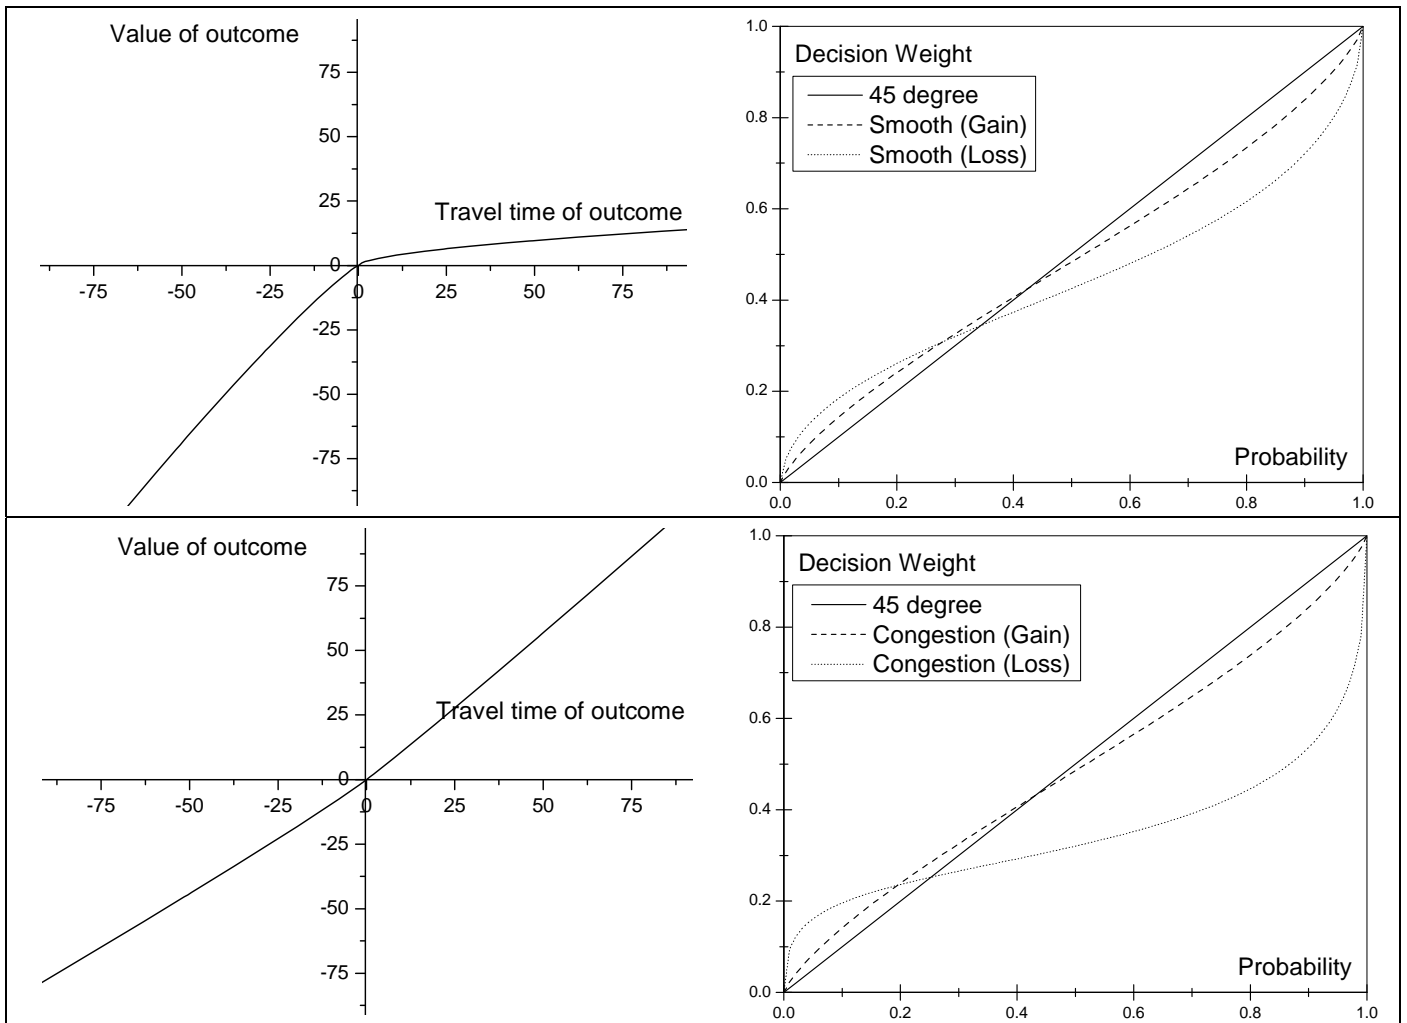 Value of outcome
75
50
25
Travel time of outcome
0
-75 -50 -25 0 25 50 75
-25
-50
-75
1.0
Decision Weight
45 degree
Smooth (Gain)
Smooth (Loss)
0.8
0.6
0.4
0.2
Probability
0.0
0.0 0.2 0.4 0.6 0.8 1.0
Value of outcome
75
50
25
Travel time of outcome
0
-75 -50 -25 0 25 50 75
-25
-50
-75
1.0
Decision Weight
45 degree
Congestion (Gain)
Congestion (Loss)
0.8
0.6
0.4
0.2
Probability
0.0
0.0 0.2 0.4 0.6 0.8 1.0